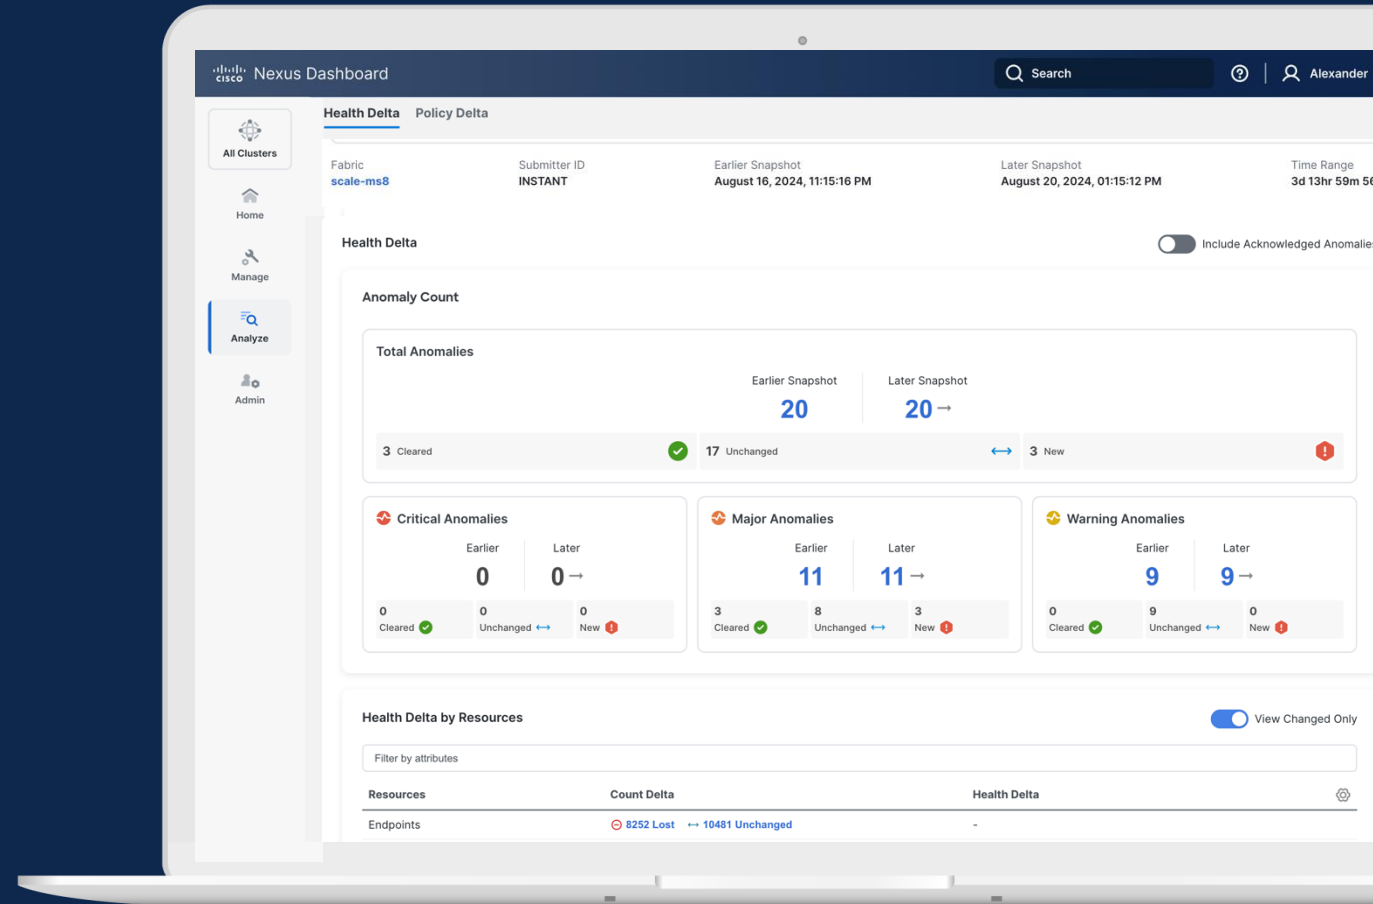 cisco Nexus Dashboard
Search
Alexander
All Clusters
Home
Manage
Analyze
Admin
Health Delta Policy Delta
Fabric Submitter ID Earlier Snapshot Later Snapshot Time Range
scale-ms8 INSTANT August 16, 2024, 11:15:16 PM August 20, 2024, 01:15:12 PM 3d 13hr 59m 56
Health Delta
Include Acknowledged Anomalies
Anomaly Count
Total Anomalies
Earlier Snapshot Later Snapshot
20 20
3 Cleared 17 Unchanged 3 New
Critical Anomalies
Earlier Later
0 0
0 0 0
Cleared Unchanged New
Major Anomalies
Earlier Later
11 11
3 8 3
Cleared Unchanged New
Warning Anomalies
Earlier Later
9 9
0 9 0
Cleared Unchanged New
Health Delta by Resources
View Changed Only
Filter by attributes
Resources Count Delta Health Delta
Endpoints 8252 Lost 10481 Unchanged -